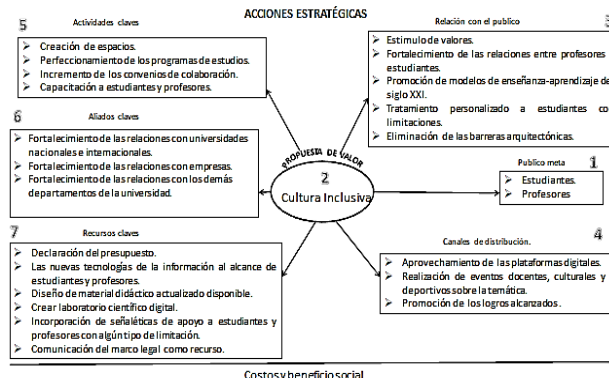 ACCIONES ESTRATÉGICAS
5
Actividades claves
Creación de espacios.
Perfeccionamiento de los programas de estudios.
Incremento de los convenios de colaboración.
Capacitación a estudiantes y profesores.
Relación con el publico
3
Estimulo de valores.
Fortalecimiento de las relaciones entre profesores
estudiantes.
Promoción de modelos de enseñanza-aprendizaje de
siglo XXI.
Tratamiento personalizado a estudiantes co
limitaciones.
Eliminación de las barreras arquitectónicas.
6
Aliados claves
Fortalecimiento de las relaciones con universidades
nacionales e internacionales.
Fortalecimiento de las relaciones con empresas.
Fortalecimiento de las relaciones con los demás
departamentos de la universidad.
PROPUESTA DE VALOR
2
Cultura Inclusiva
Publico meta
1
Estudiantes.
Profesores
7
Recursos claves
Declaración del presupuesto.
Las nuevas tecnologías de la información al alcance de
estudiantes y profesores.
Diseño de material didáctico actualizado disponible.
Crear laboratorio científico digital.
Incorporación de señaléticas de apoyo a estudiantes y
profesores con algún tipo de limitación.
Comunicación del marco legal como recurso.
Canales de distribución.
4
Aprovechamiento de las plataformas digitales.
Realización de eventos docentes, culturales y
deportivos sobre la temática.
Promoción de los logros alcanzados.
Costos y beneficio social